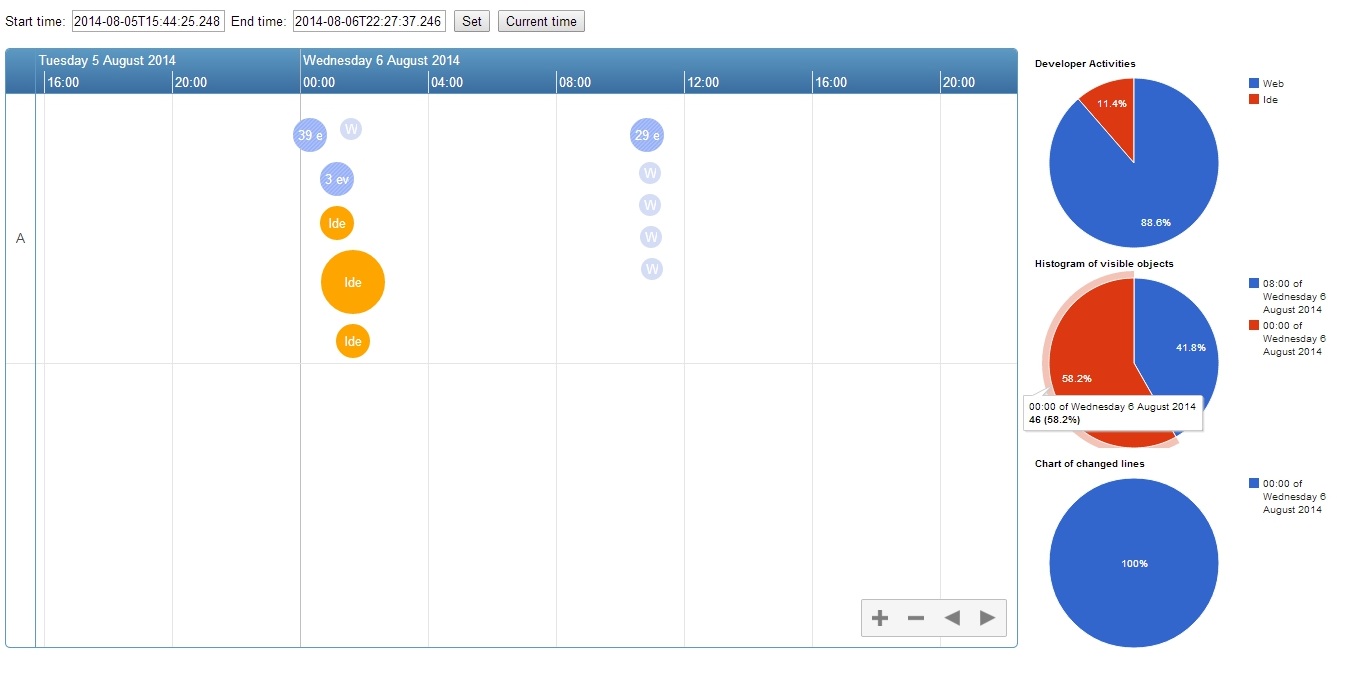 Start time: 2014-08-05T15:44:25.248 End time: 2014-08-06T22:27:37.246 Set Current time
Tuesday 5 August 2014 Wednesday 6 August 2014
16:00 20:00 00:00 04:00 08:00 12:00 16:00 20:00
39 e W 29 e
W
3 ev
W
Ide
W
A
W
Ide
Ide
Developer Activities
Web
Ide
11.4%
88.6%
Histogram of visible objects
08:00 of
Wednesday 6
August 2014
00:00 of
Wednesday 6
August 2014
41.8%
58.2%
00:00 of Wednesday 6 August 2014
46 (58.2%)
Chart of changed lines
00:00 of
Wednesday 6
August 2014
100%